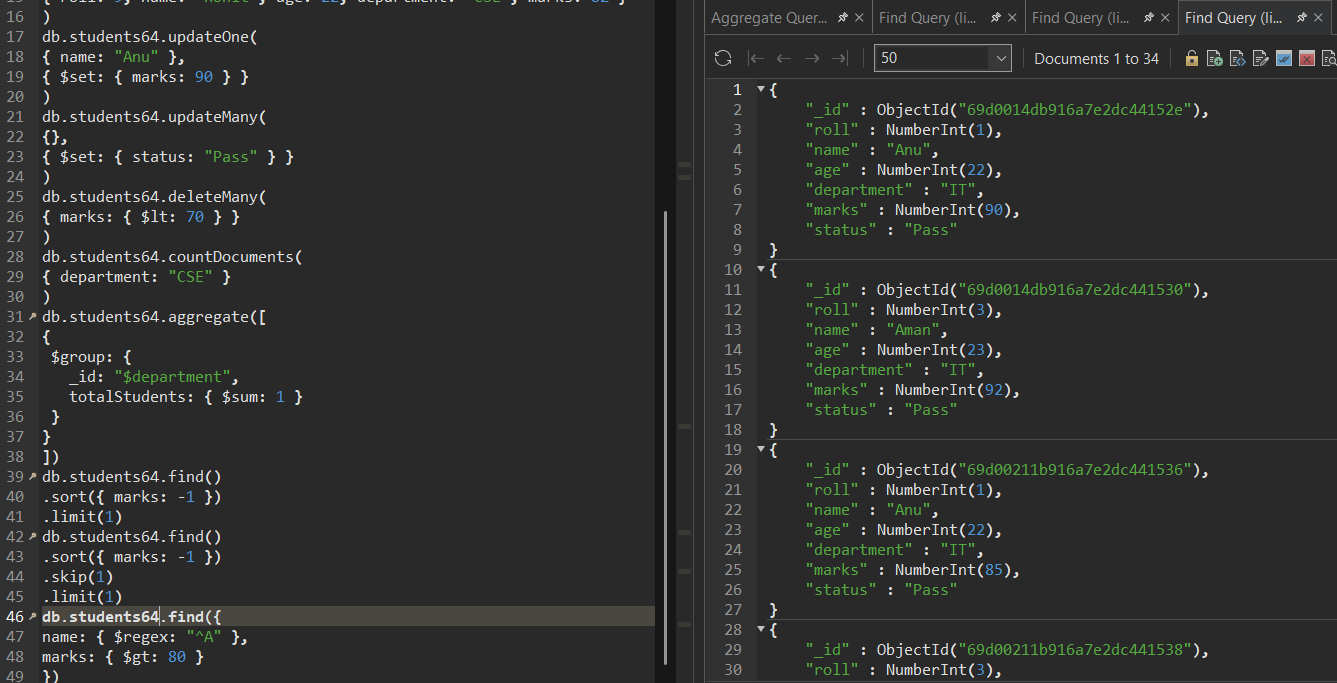 16 )
17 db.students64.updateOne(
18 { name: "Anu" },
19 { $set: { marks: 90 } }
20 )
21 db.students64.updateMany(
22 {},
23 { $set: { status: "Pass" } }
24 )
25 db.students64.deleteMany(
26 { marks: { $lt: 70 } }
27 )
28 db.students64.countDocuments(
29 { department: "CSE" }
30 )
31 db.students64.aggregate([
32 {
33 $group: {
34 _id: "$department",
35 totalStudents: { $sum: 1 }
36 }
37 }
38 ])
39 db.students64.find()
40 .sort({ marks: -1 })
41 .limit(1)
42 db.students64.find()
43 .sort({ marks: -1 })
44 .skip(1)
45 .limit(1)
46 db.students64.find({
47 name: { $regex: "^A" },
48 marks: { $gt: 80 }
49 })
Aggregate Quer... Find Query (li... Find Query (li... Find Query (li...
50 Documents 1 to 34
1 {
2 "_id" : ObjectId("69d0014db916a7e2dc44152e"),
3 "roll" : NumberInt(1),
4 "name" : "Anu",
5 "age" : NumberInt(22),
6 "department" : "IT",
7 "marks" : NumberInt(90),
8 "status" : "Pass"
9 }
10 {
11 "_id" : ObjectId("69d0014db916a7e2dc441530"),
12 "roll" : NumberInt(3),
13 "name" : "Aman",
14 "age" : NumberInt(23),
15 "department" : "IT",
16 "marks" : NumberInt(92),
17 "status" : "Pass"
18 }
19 {
20 "_id" : ObjectId("69d00211b916a7e2dc441536"),
21 "roll" : NumberInt(1),
22 "name" : "Anu",
23 "age" : NumberInt(22),
24 "department" : "IT",
25 "marks" : NumberInt(85),
26 "status" : "Pass"
27 }
28 {
29 "_id" : ObjectId("69d00211b916a7e2dc441538"),
30 "roll" : NumberInt(3),